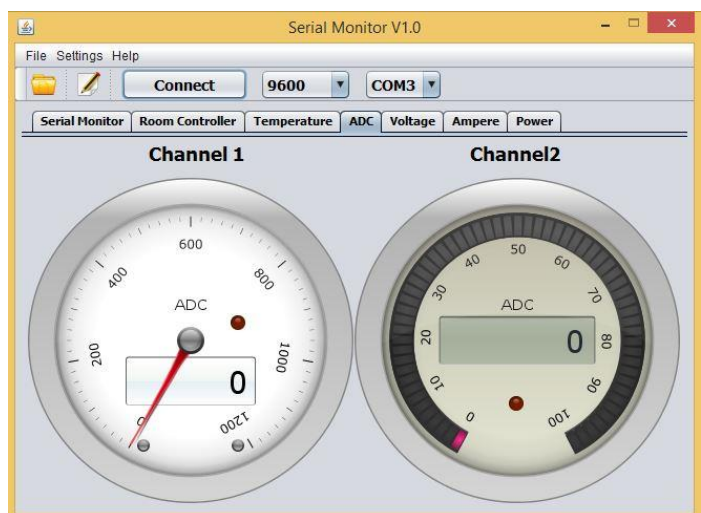 Serial Monitor V1.0
File Settings Help
Connect 9600 COM3
Serial Monitor Room Controller Temperature ADC Voltage Ampere Power
Channel 1
0 200 400 600 800 1000 1200
ADC
0
Channel2
0 10 20 30 40 50 60 70 80 90 100
ADC
0